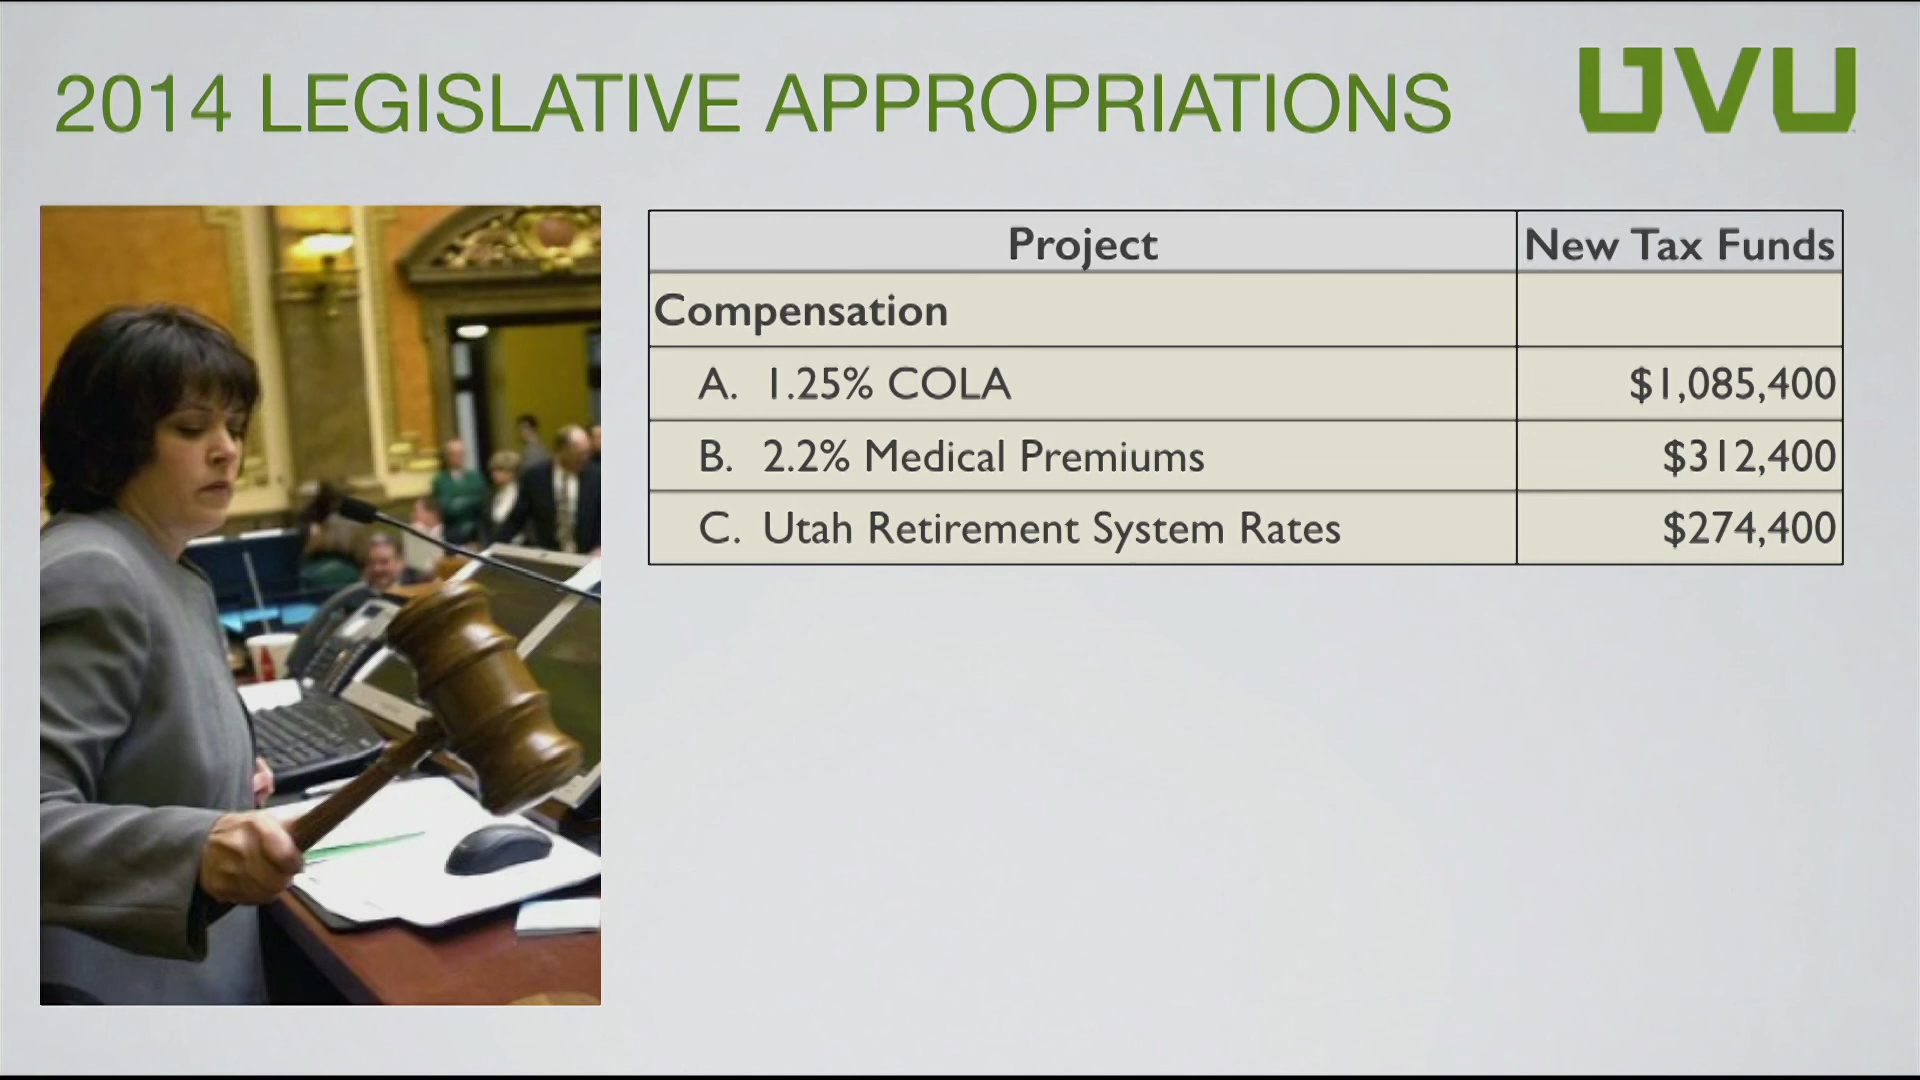 2014 LEGISLATIVE APPROPRIATIONS
UVU
Project New Tax Funds
Compensation
A. 1.25% COLA $1,085,400
B. 2.2% Medical Premiums $312,400
C. Utah Retirement System Rates $274,400